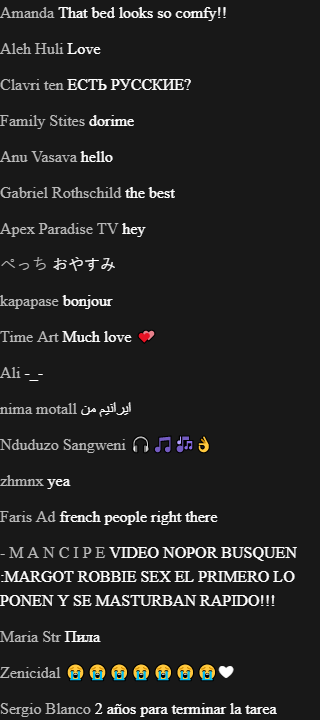 Amanda That bed looks so comfy!!
Aleh Huli Love
Clavri ten ЕСТЬ РУССКИЕ?
Family Stites dorime
Anu Vasava hello
Gabriel Rothschild the best
Apex Paradise TV hey
ぺっち おやすみ
kapapase bonjour
Time Art Much love 💕
Ali -_-
nima motall ایرانیم من
Nduduzo Sangweni 🎧🎵🎶👌
zhmnx yea
Faris Ad french people right there
- M A N C I P E VIDEO NOPOR BUSQUEN
:MARGOT ROBBIE SEX EL PRIMERO LO
PONEN Y SE MASTURBAN RAPIDO!!!
Maria Str Пила
Zenicidal 😭😭😭😭😭😭😭🤍
Sergio Blanco 2 años para terminar la tarea